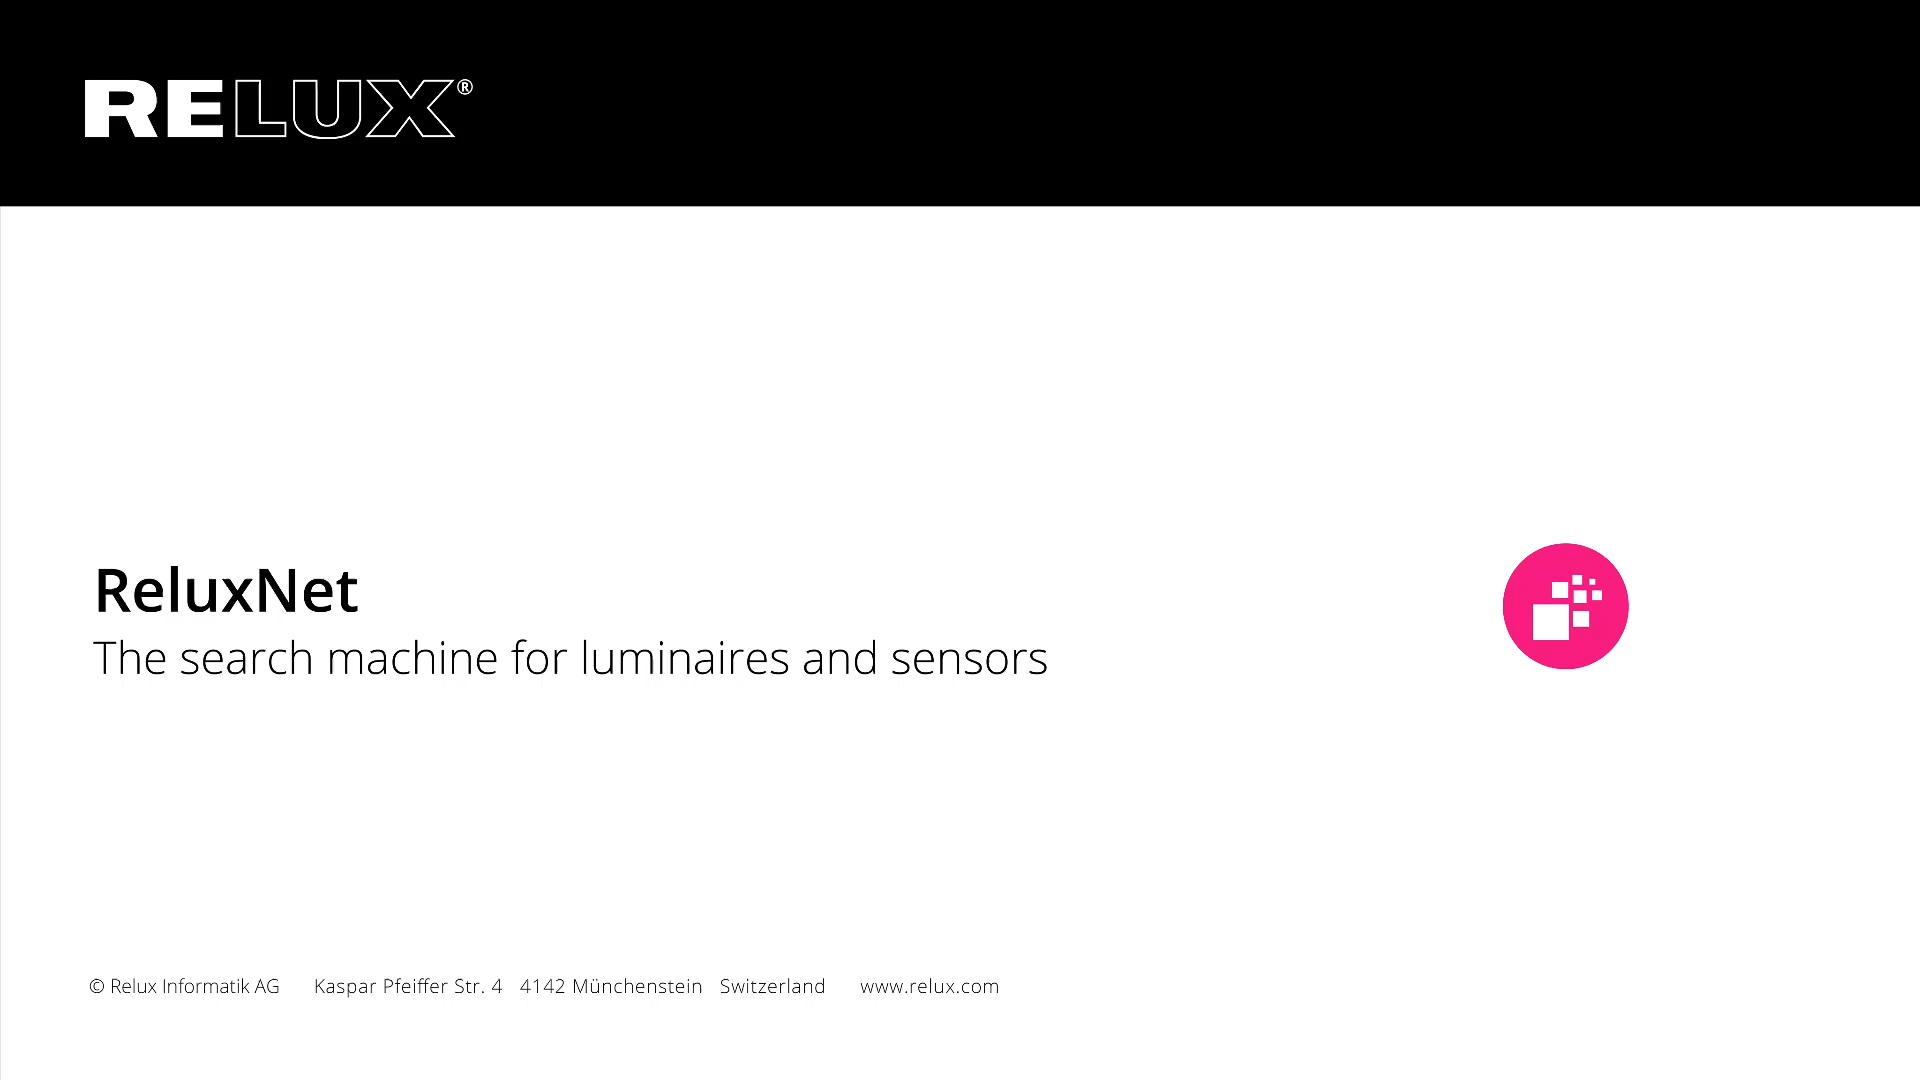 RELUX®
ReluxNet
The search machine for luminaires and sensors
© Relux Informatik AG Kaspar Pfeiffer Str. 4 4142 Münchenstein Switzerland www.relux.com